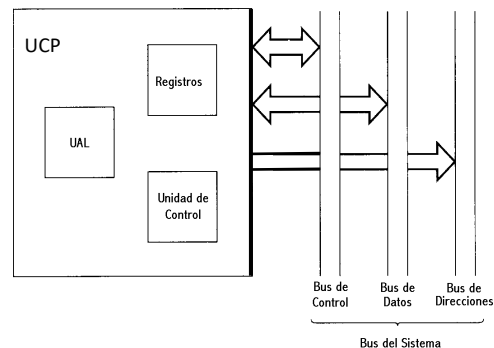 UCP
Registros
UAL
Unidad de
Control
Bus de
Control
Bus de
Datos
Bus de
Direcciones
Bus del Sistema